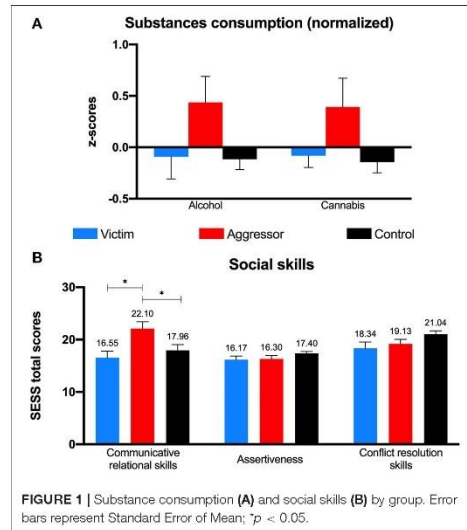 A
Substances consumption (normalized)
1.0
0.5
0.0
-0.5
z-scores
Alcohol
Cannabis
Victim
Aggressor
Control
B
Social skills
30
20
10
0
SESS total scores
*
*
16.55
22.10
17.96
16.17
16.30
17.40
18.34
19.13
21.04
Communicative
relational skills
Assertiveness
Conflict resolution
skills
FIGURE 1 | Substance consumption (A) and social skills (B) by group. Error
bars represent Standard Error of Mean; *p < 0.05.